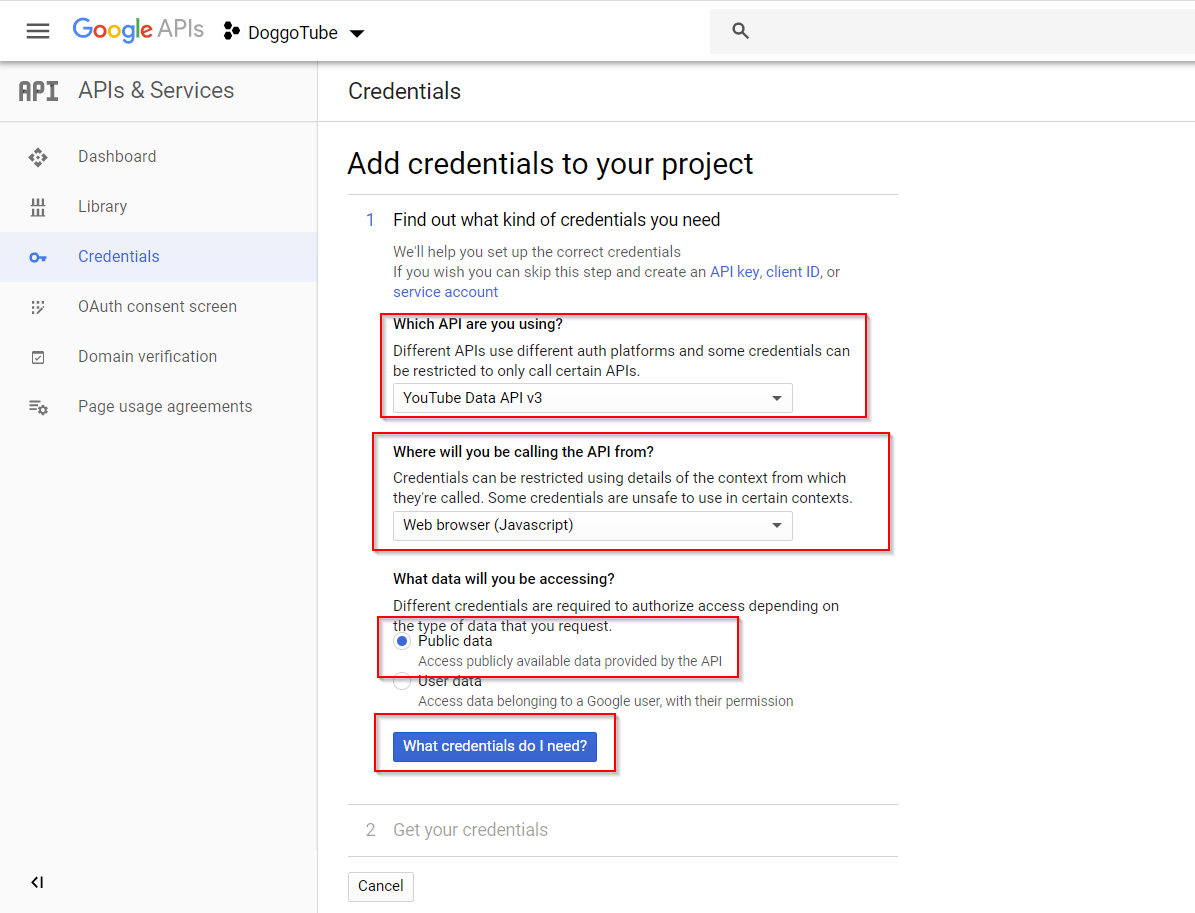 Google APIs
DoggoTube
API APIs & Services
Credentials
Dashboard
Library
Credentials
OAuth consent screen
Domain verification
Page usage agreements
Add credentials to your project
1 Find out what kind of credentials you need
We'll help you set up the correct credentials
If you wish you can skip this step and create an API key, client ID, or
service account
Which API are you using?
Different APIs use different auth platforms and some credentials can
be restricted to only call certain APIs.
YouTube Data API v3
Where will you be calling the API from?
Credentials can be restricted using details of the context from which
they're called. Some credentials are unsafe to use in certain contexts.
Web browser (Javascript)
What data will you be accessing?
Different credentials are required to authorize access depending on
the type of data that you request.
Public data
Access publicly available data provided by the API
User data
Access data belonging to a Google user, with their permission
What credentials do I need?
2 Get your credentials
Cancel